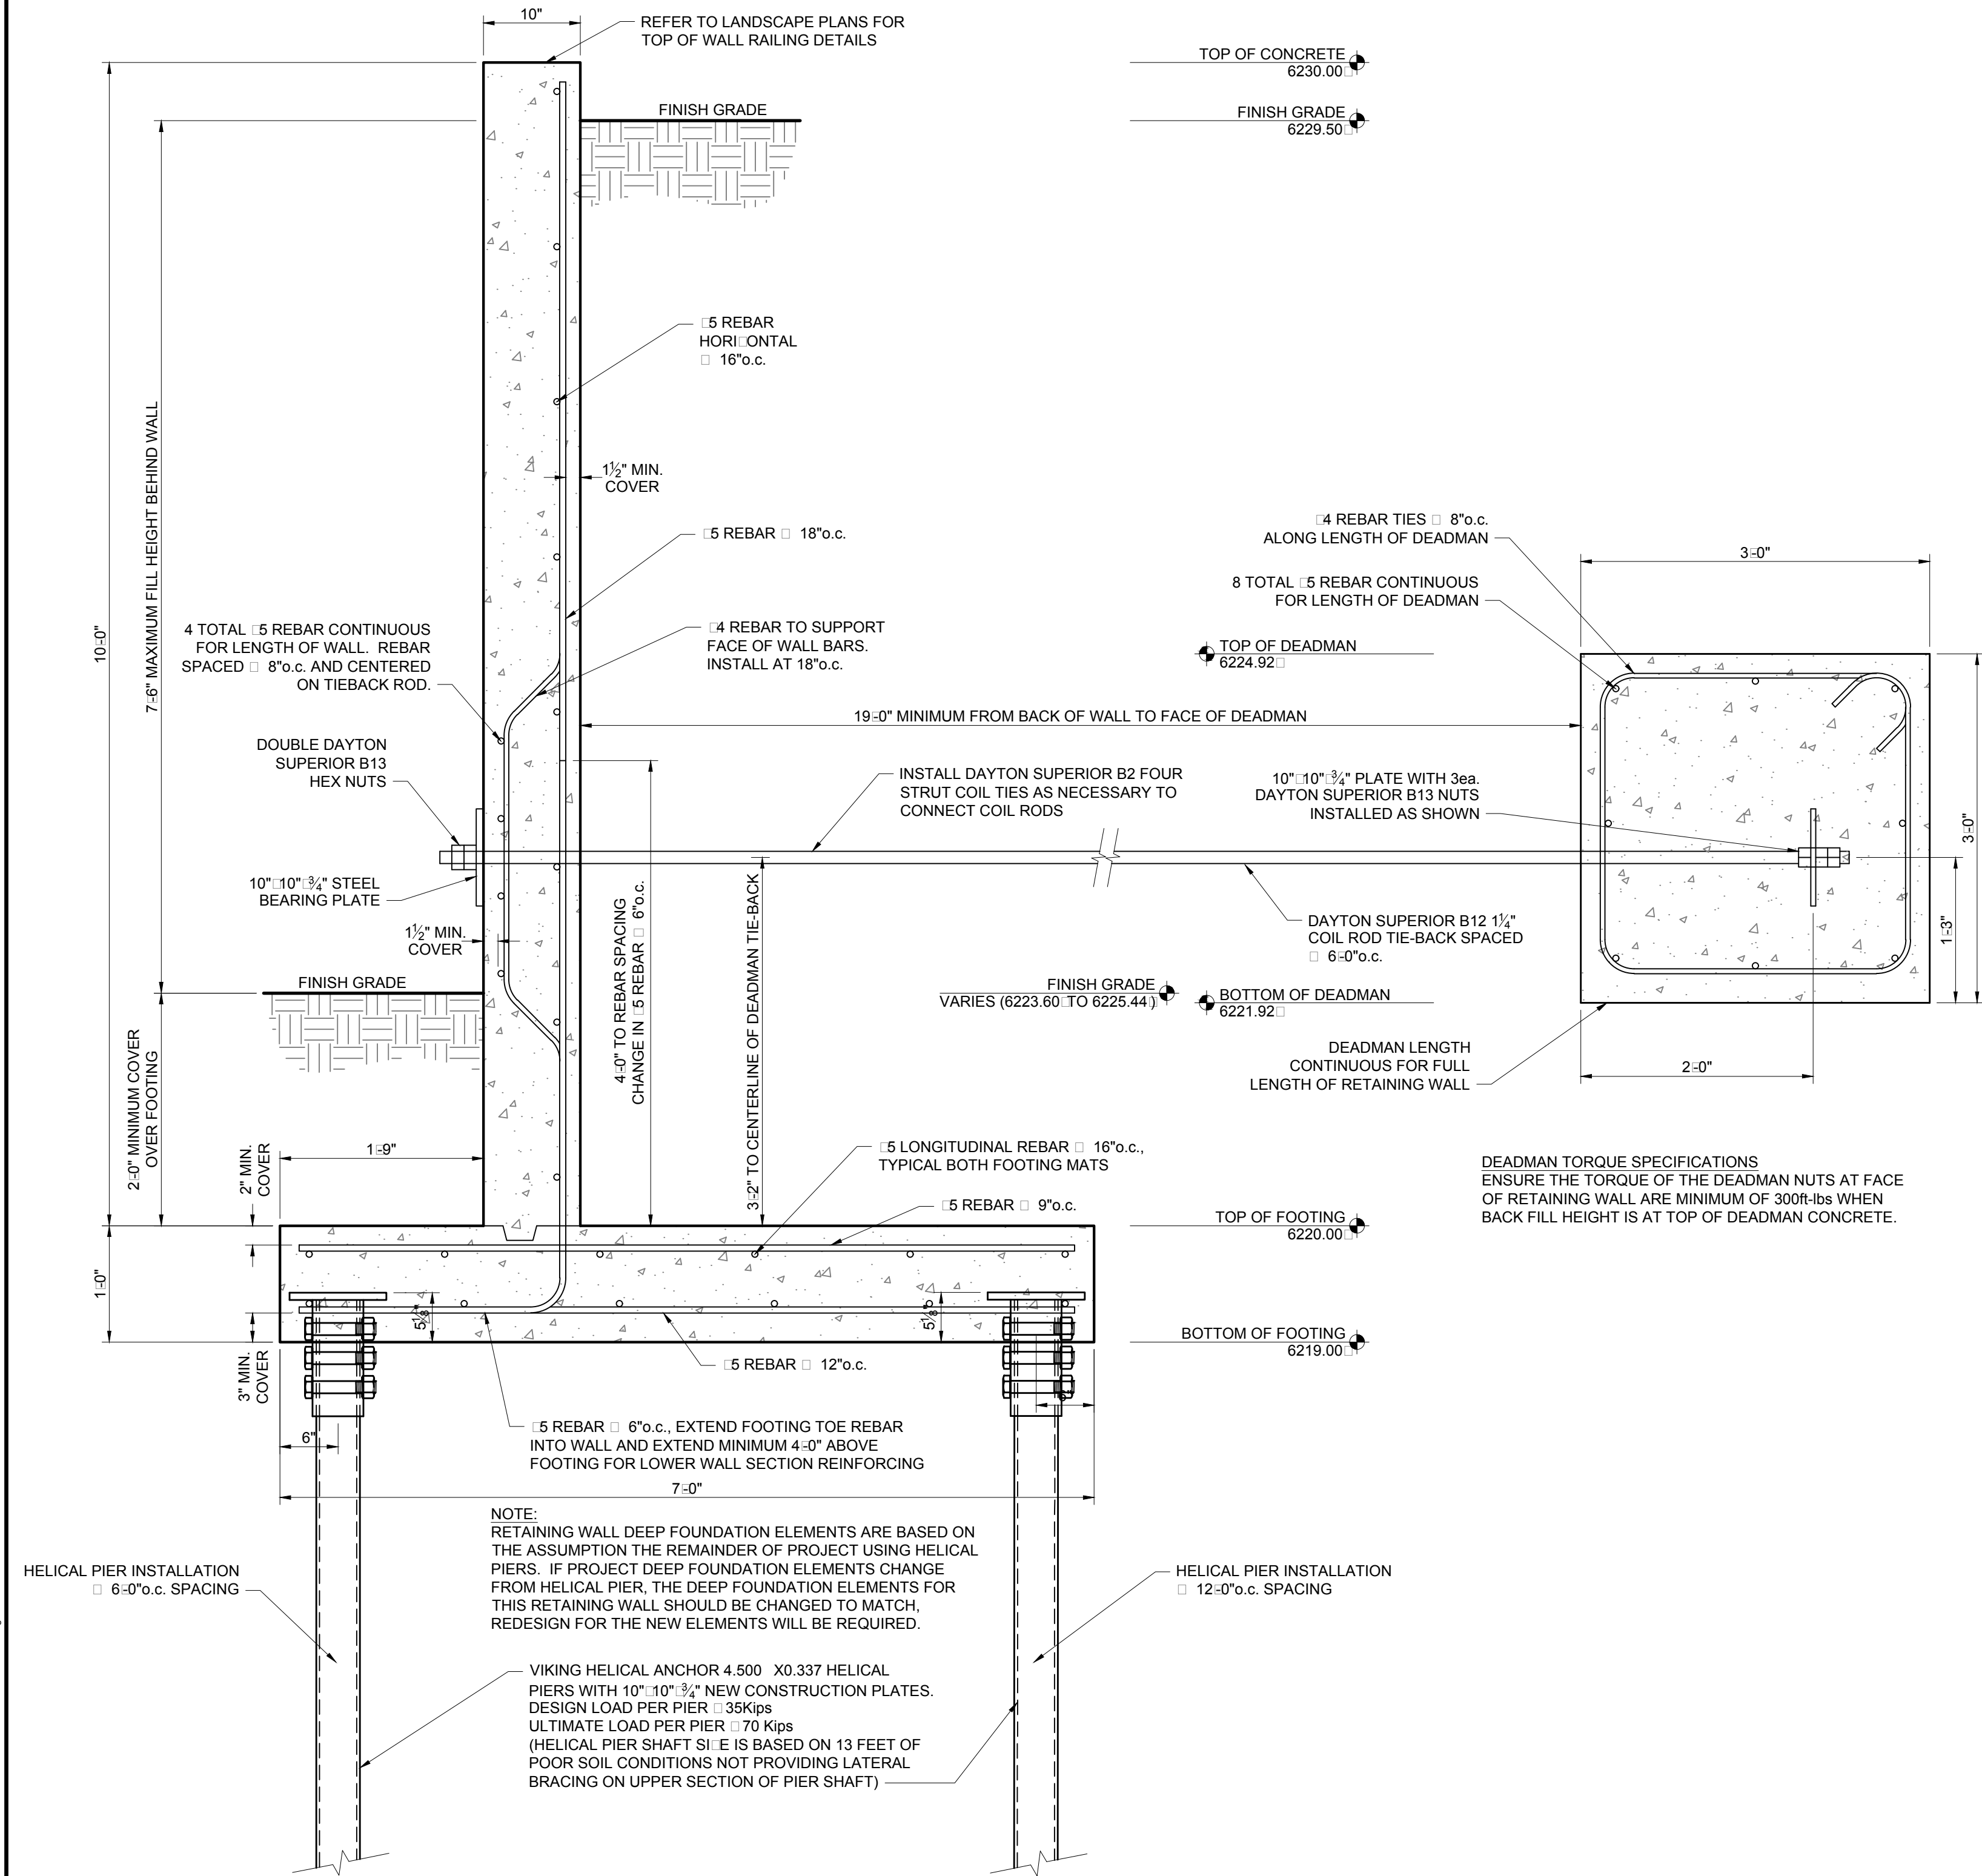 10"
REFER TO LANDSCAPE PLANS FOR
TOP OF WALL RAILING DETAILS
TOP OF CONCRETE
6230.00□
FINISH GRADE
FINISH GRADE
6229.50□
□5 REBAR
HORI□ONTAL
□ 16"o.c.
7□-6" MAXIMUM FILL HEIGHT BEHIND WALL
10□-0"
1½" MIN.
COVER
□5 REBAR □ 18"o.c.
□4 REBAR TIES □ 8"o.c.
ALONG LENGTH OF DEADMAN
3□-0"
8 TOTAL □5 REBAR CONTINUOUS
FOR LENGTH OF DEADMAN
4 TOTAL □5 REBAR CONTINUOUS
FOR LENGTH OF WALL. REBAR
SPACED □ 8"o.c. AND CENTERED
ON TIEBACK ROD.
□4 REBAR TO SUPPORT
FACE OF WALL BARS.
INSTALL AT 18"o.c.
TOP OF DEADMAN
6224.92□
19□-0" MINIMUM FROM BACK OF WALL TO FACE OF DEADMAN
DOUBLE DAYTON
SUPERIOR B13
HEX NUTS
INSTALL DAYTON SUPERIOR B2 FOUR
STRUT COIL TIES AS NECESSARY TO
CONNECT COIL RODS
10"□10"□¾" PLATE WITH 3ea.
DAYTON SUPERIOR B13 NUTS
INSTALLED AS SHOWN
3□-0"
10"□10"□¾" STEEL
BEARING PLATE
1½" MIN.
COVER
4□-0" TO REBAR SPACING
CHANGE IN □5 REBAR □ 6"o.c.
3□-2" TO CENTERLINE OF DEADMAN TIE-BACK
DAYTON SUPERIOR B12 1¼"
COIL ROD TIE-BACK SPACED
□ 6□-0"o.c.
1□-3"
FINISH GRADE
FINISH GRADE
VARIES (6223.60□ TO 6225.44□)
BOTTOM OF DEADMAN
6221.92□
DEADMAN LENGTH
CONTINUOUS FOR FULL
LENGTH OF RETAINING WALL
2□-0"
2□-0" MINIMUM COVER
OVER FOOTING
2" MIN.
COVER
1□-9"
□5 LONGITUDINAL REBAR □ 16"o.c.,
TYPICAL BOTH FOOTING MATS
DEADMAN TORQUE SPECIFICATIONS
ENSURE THE TORQUE OF THE DEADMAN NUTS AT FACE
OF RETAINING WALL ARE MINIMUM OF 300ft-lbs WHEN
BACK FILL HEIGHT IS AT TOP OF DEADMAN CONCRETE.
□5 REBAR □ 9"o.c.
TOP OF FOOTING
6220.00□
1□-0"
5⅛"
5⅛"
BOTTOM OF FOOTING
6219.00□
3" MIN.
COVER
□5 REBAR □ 12"o.c.
6"
□5 REBAR □ 6"o.c., EXTEND FOOTING TOE REBAR
INTO WALL AND EXTEND MINIMUM 4□-0" ABOVE
FOOTING FOR LOWER WALL SECTION REINFORCING
7□-0"
NOTE:
RETAINING WALL DEEP FOUNDATION ELEMENTS ARE BASED ON
THE ASSUMPTION THE REMAINDER OF PROJECT USING HELICAL
PIERS. IF PROJECT DEEP FOUNDATION ELEMENTS CHANGE
FROM HELICAL PIER, THE DEEP FOUNDATION ELEMENTS FOR
THIS RETAINING WALL SHOULD BE CHANGED TO MATCH,
REDESIGN FOR THE NEW ELEMENTS WILL BE REQUIRED.
HELICAL PIER INSTALLATION
□ 6□-0"o.c. SPACING
HELICAL PIER INSTALLATION
□ 12□-0"o.c. SPACING
VIKING HELICAL ANCHOR 4.500 X0.337 HELICAL
PIERS WITH 10"□10"□¾" NEW CONSTRUCTION PLATES.
DESIGN LOAD PER PIER □ 35Kips
ULTIMATE LOAD PER PIER □ 70 Kips
(HELICAL PIER SHAFT SI□E IS BASED ON 13 FEET OF
POOR SOIL CONDITIONS NOT PROVIDING LATERAL
BRACING ON UPPER SECTION OF PIER SHAFT)